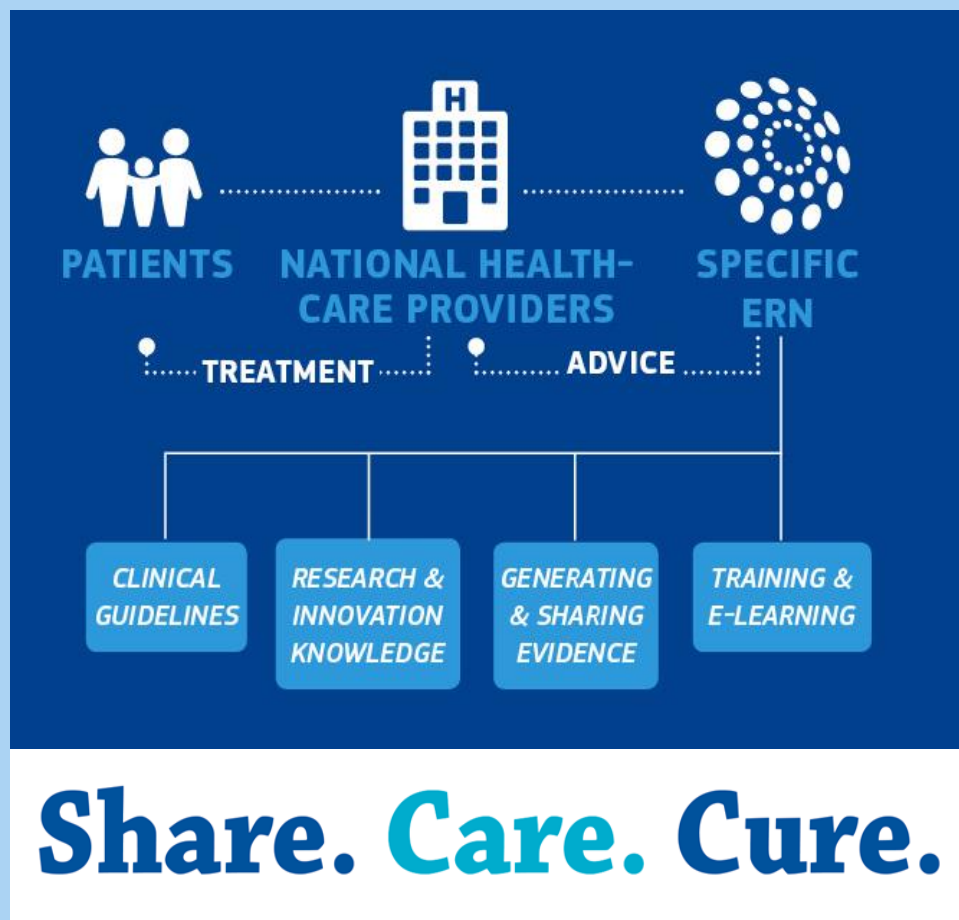 H
PATIENTS
NATIONAL HEALTH-
CARE PROVIDERS
SPECIFIC
ERN
TREATMENT
ADVICE
CLINICAL
GUIDELINES
RESEARCH &
INNOVATION
KNOWLEDGE
GENERATING
& SHARING
EVIDENCE
TRAINING &
E-LEARNING
Share. Care. Cure.